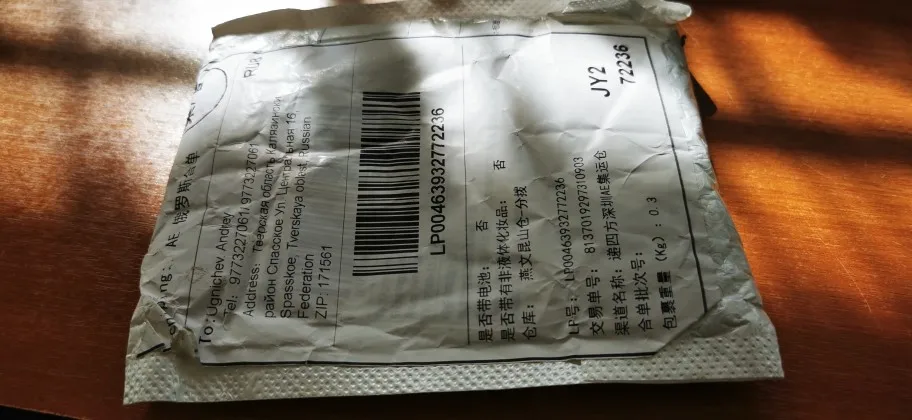 AE 俄罗斯合单
RU
To: Ugnichev Andrey
Tel: 9773227061/ 9773227061
Address: Тверская область Калязински
район Спасское Ул. Центральная 16,
Spasskoe, Tverskaya oblast, Russian
Federation
ZIP: 171561
LP00463932772236
是否带电池: 否
是否带有非液体化妆品: 否
仓库: 燕文昆山仓-分拨
JY2
72236
LP号: LP00463932772236
交易单号: 8137019297310903
渠道名称: 递四方深圳AE集运仓
合单批次号:
包裹重量 (Kg): 0.3